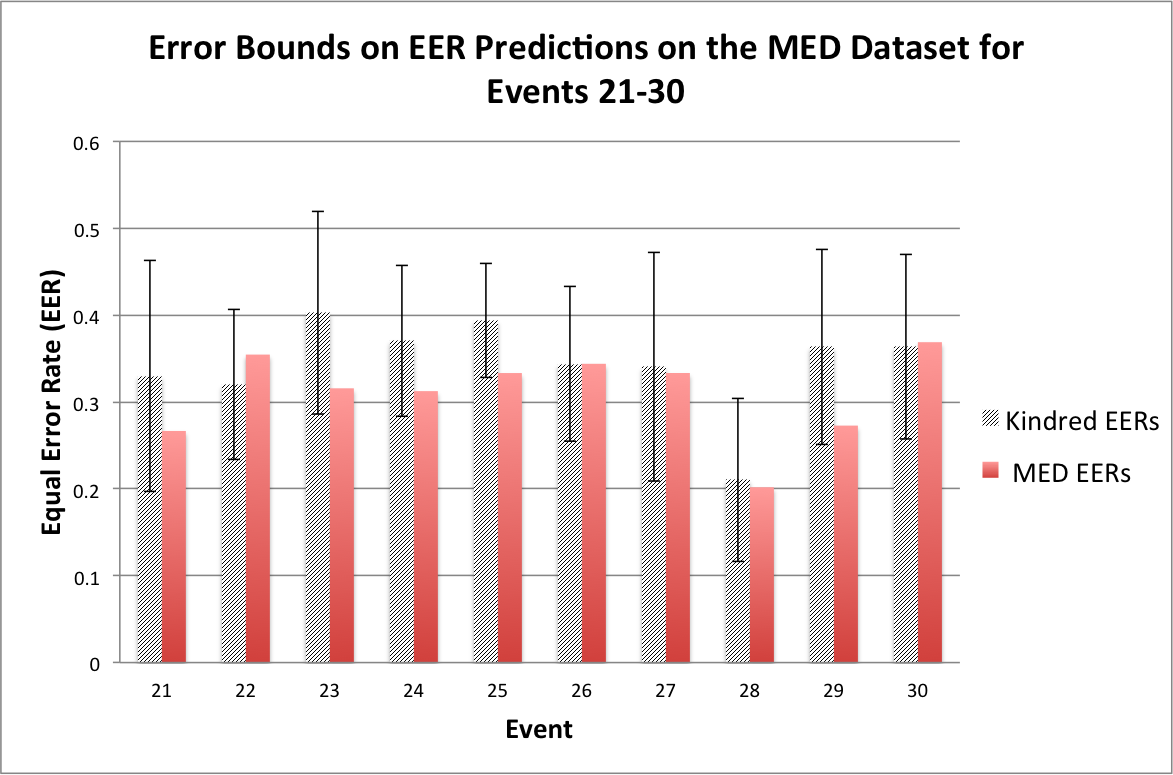 Error Bounds on EER Predictions on the MED Dataset for
Events 21-30
Equal Error Rate (EER)
0.6
0.5
0.4
0.3
0.2
0.1
0
21 22 23 24 25 26 27 28 29 30
Event
Kindred EERs
MED EERs